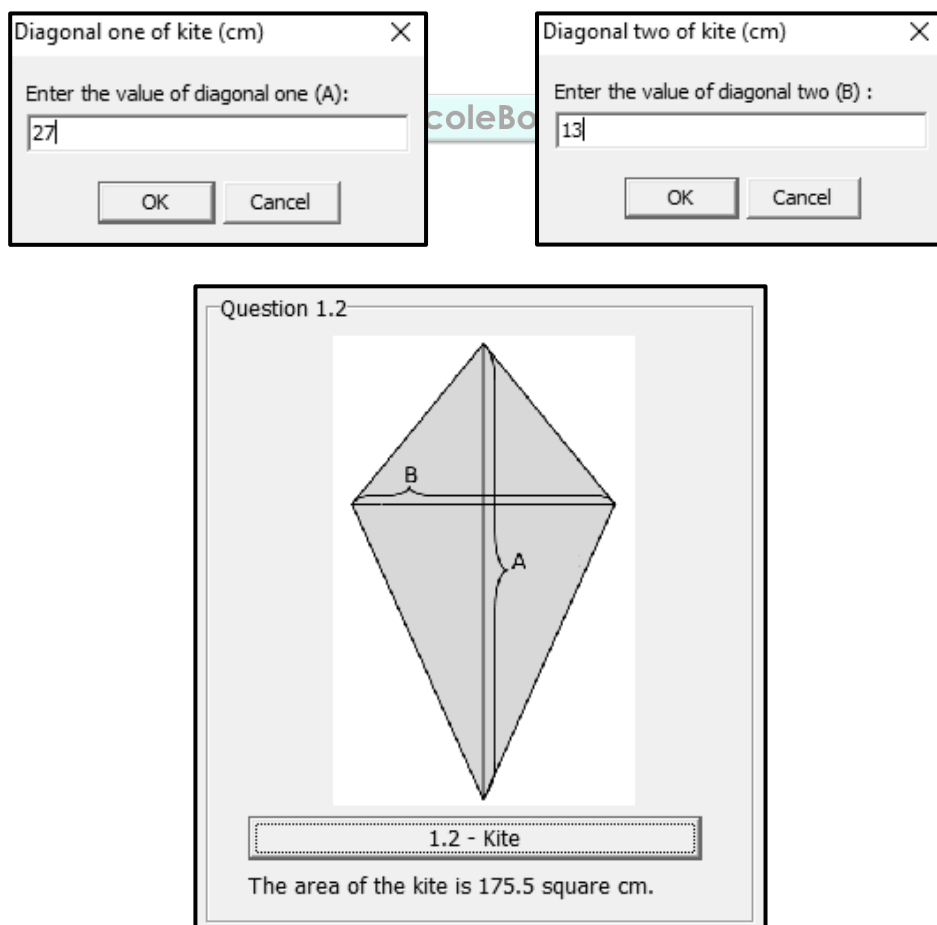 Diagonal one of kite (cm)
Enter the value of diagonal one (A):
27
OK Cancel
coleBo
Diagonal two of kite (cm)
Enter the value of diagonal two (B) :
13
OK Cancel
Question 1.2
B
A
1.2 - Kite
The area of the kite is 175.5 square cm.